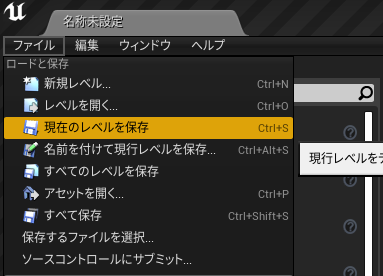 名称未設定
ファイル 編集 ウィンドウ ヘルプ
ロードと保存
新規レベル... Ctrl+N
レベルを開く... Ctrl+O
現在のレベルを保存 Ctrl+S
名前を付けて現行レベルを保存... Ctrl+Alt+S
現行レベルを
すべてのレベルを保存
アセットを開く... Ctrl+P
すべて保存 Ctrl+Shift+S
保存するファイルを選択...
ソースコントロールにサブミット...